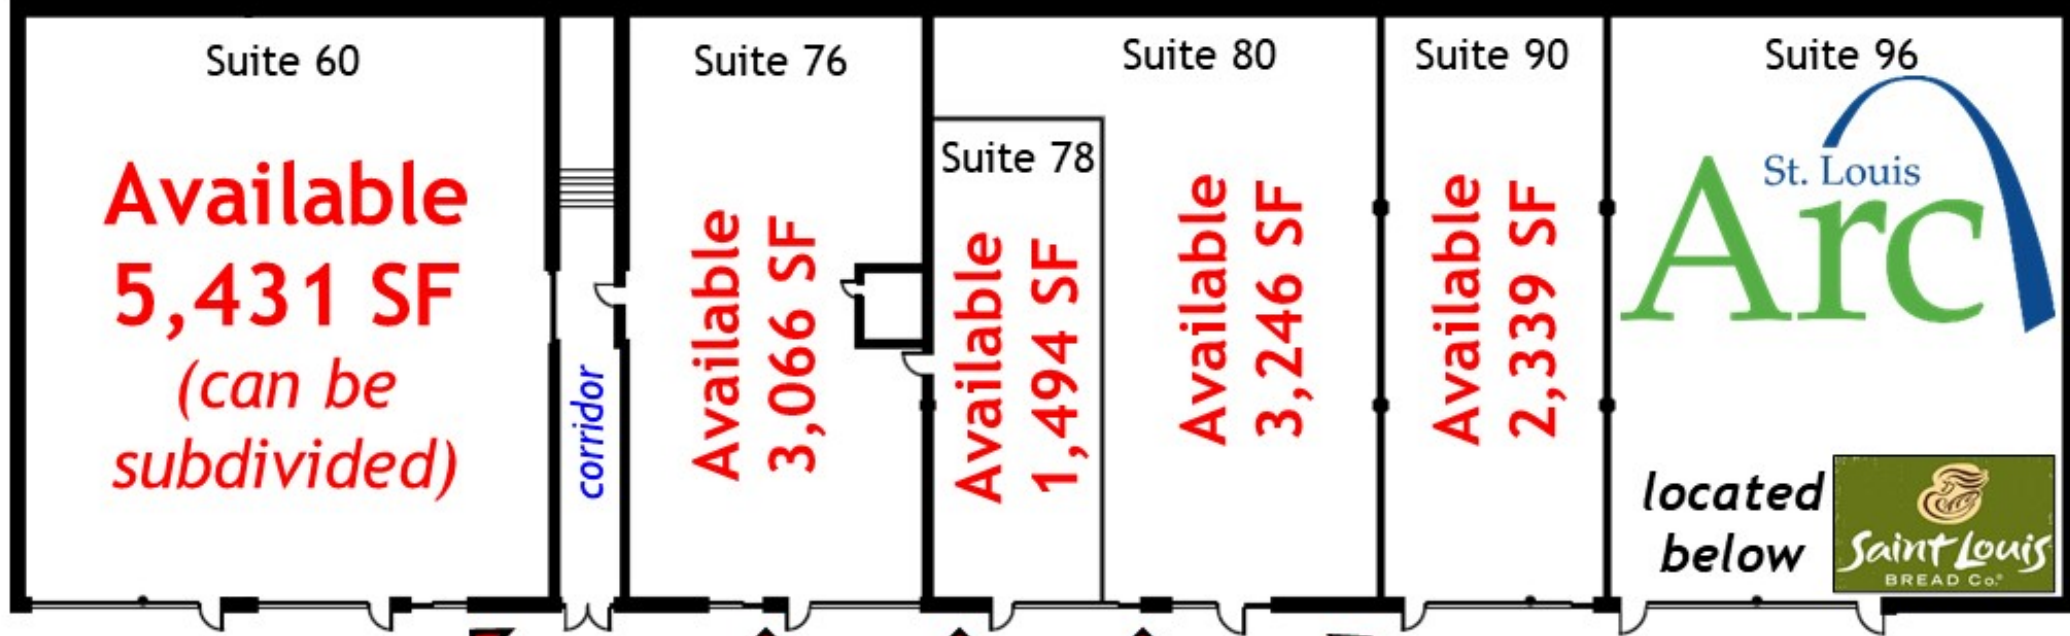 Suite 60
Available
5,431 SF
(can be
subdivided)
corridor
Suite 76
Available
3,066 SF
Suite 78
Available
1,494 SF
Suite 80
Available
3,246 SF
Suite 90
Available
2,339 SF
Suite 96
St. Louis
Arc
located
below
Saint Louis
BREAD Co.®